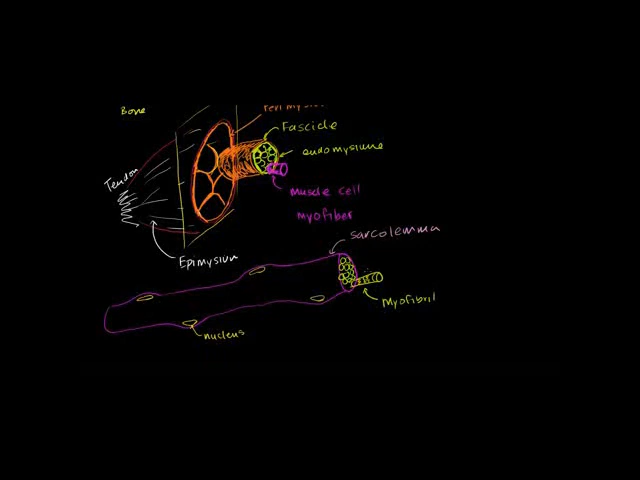 Bone
Fascicle
endomysium
Tendon
muscle cell
myofiber
sarcolemma
Epimysium
myofibril
nucleus